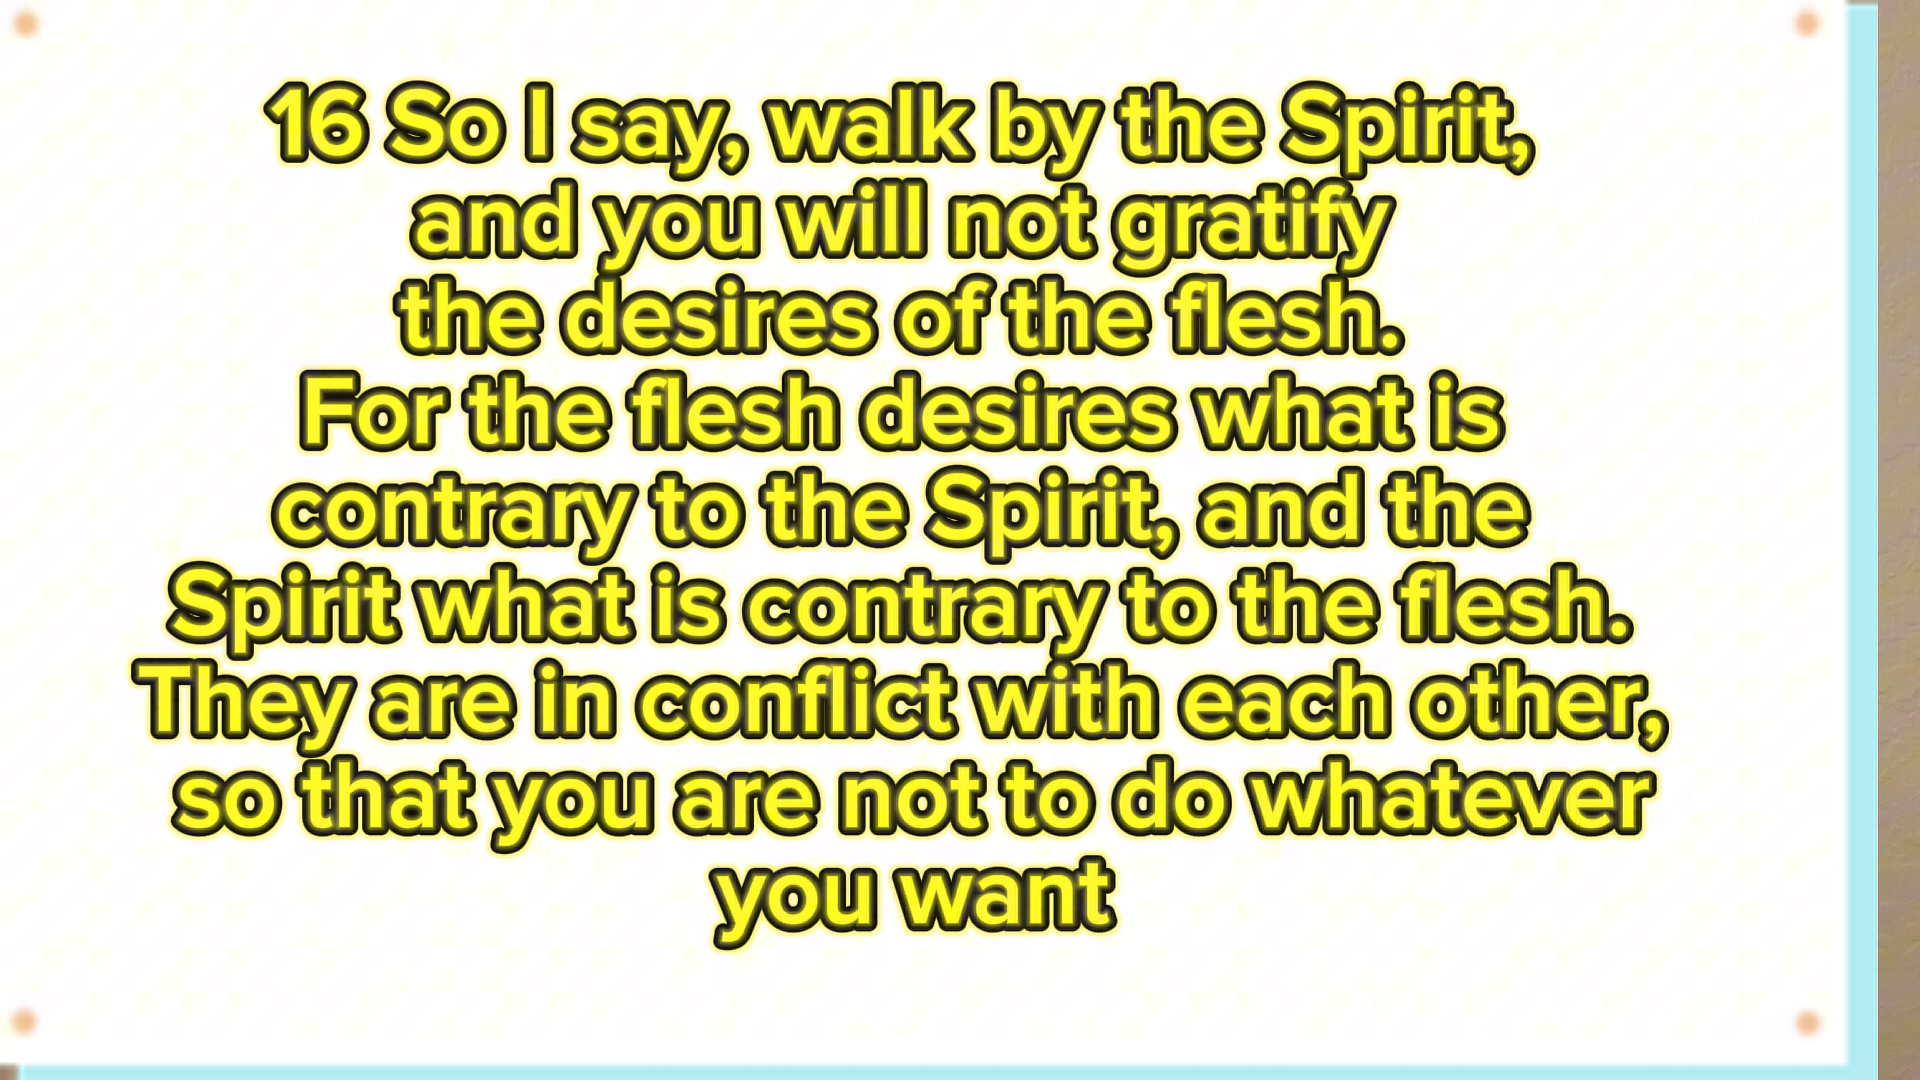 16 So I say, walk by the Spirit,
and you will not gratify
the desires of the flesh.
For the flesh desires what is
contrary to the Spirit, and the
Spirit what is contrary to the flesh.
They are in conflict with each other,
so that you are not to do whatever
you want